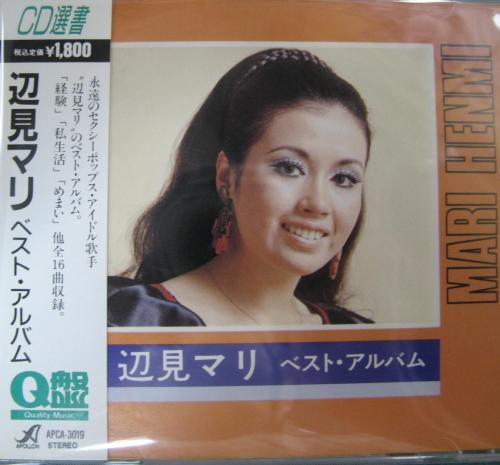 CD選書
税込定価¥1,800
辺見マリ ベスト・アルバム
永遠のセクシーポップス・アイドル歌手
"辺見マリ"のベスト・アルバム。
「経験」「私生活」「めまい」他全16曲収録。
Q盤
DISC
Quality Music
APOLLON
APCA-3019
STEREO
MARI HENMI
辺見マリ ベスト・アルバム